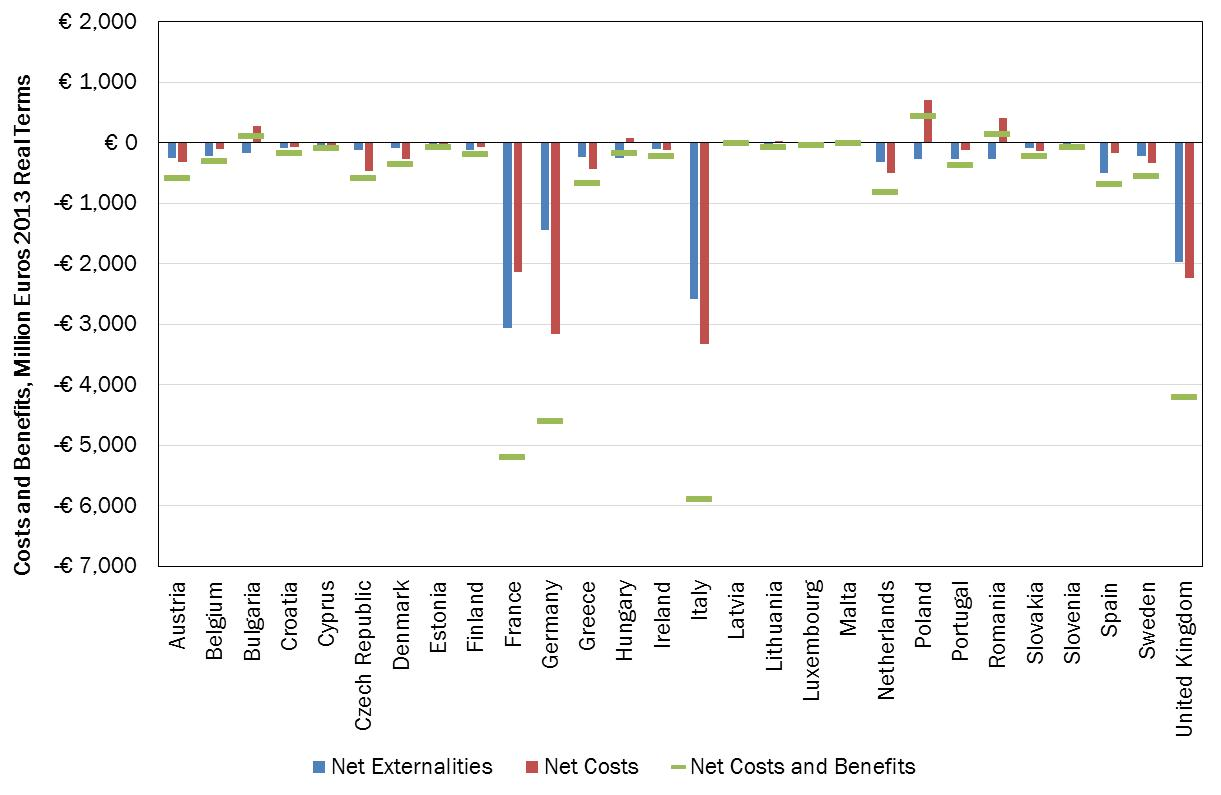 Costs and Benefits, Million Euros 2013 Real Terms
€ 2,000
€ 1,000
€ 0
-€ 1,000
-€ 2,000
-€ 3,000
-€ 4,000
-€ 5,000
-€ 6,000
-€ 7,000
Austria
Belgium
Bulgaria
Croatia
Cyprus
Czech Republic
Denmark
Estonia
Finland
France
Germany
Greece
Hungary
Ireland
Italy
Latvia
Lithuania
Luxembourg
Malta
Netherlands
Poland
Portugal
Romania
Slovakia
Slovenia
Spain
Sweden
United Kingdom
Net Externalities
Net Costs
Net Costs and Benefits